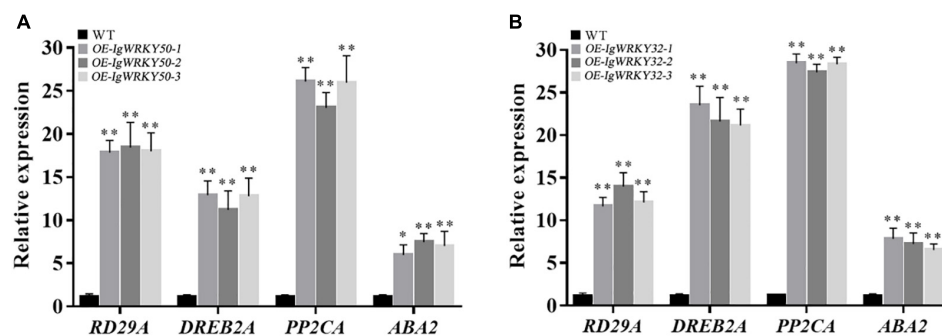 A
WT
OE-IgWRKY50-1
OE-IgWRKY50-2
OE-IgWRKY50-3
Relative expression
30
25
20
15
10
5
0
** ** **
** ** **
** ** **
* ** **
RD29A DREB2A PP2CA ABA2
B
WT
OE-IgWRKY32-1
OE-IgWRKY32-2
OE-IgWRKY32-3
Relative expression
30
25
20
15
10
5
0
** ** **
** ** **
** ** **
** ** **
RD29A DREB2A PP2CA ABA2